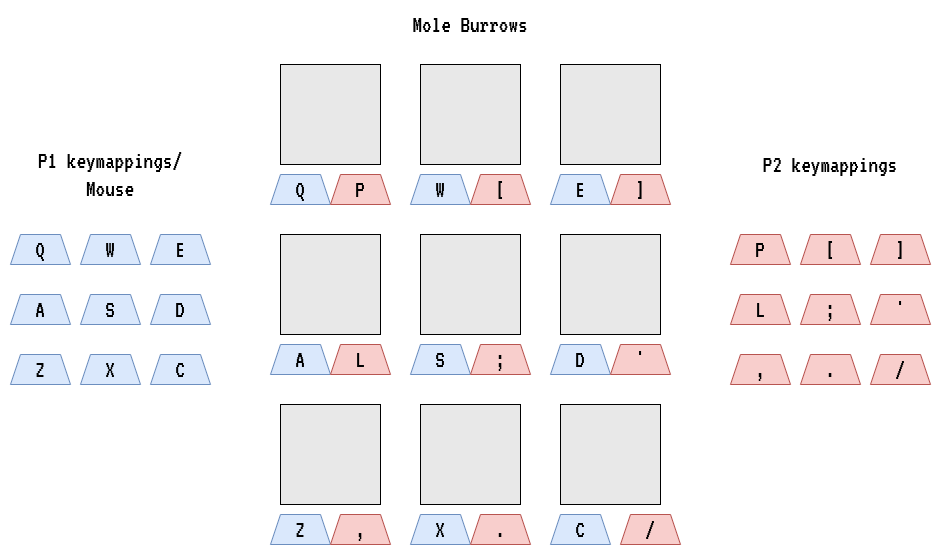 Mole Burrows
P1 keymappings/
Mouse
Q W E
A S D
Z X C
Q P W [ E ]
A L S ; D '
Z , X . C /
P2 keymappings
P [ ]
L ; '
, . /